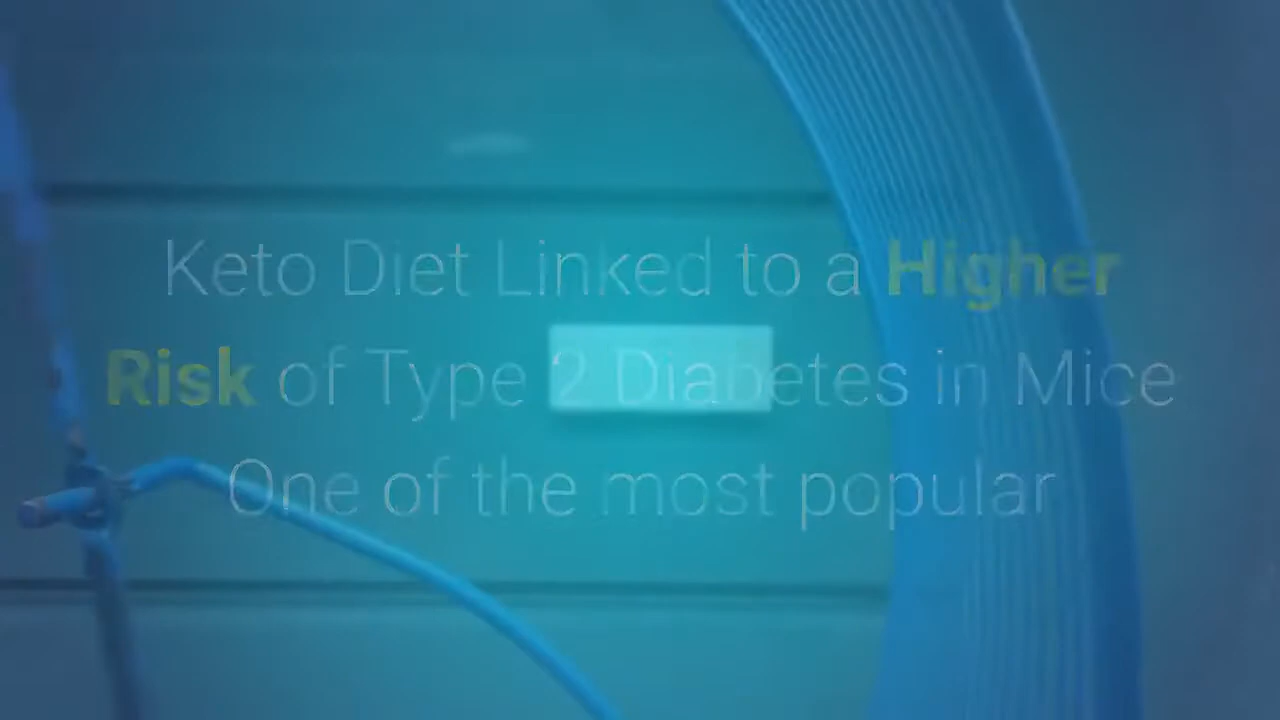 Keto Diet Linked to a Higher
Risk of Type 2 Diabetes in Mice
One of the most popular